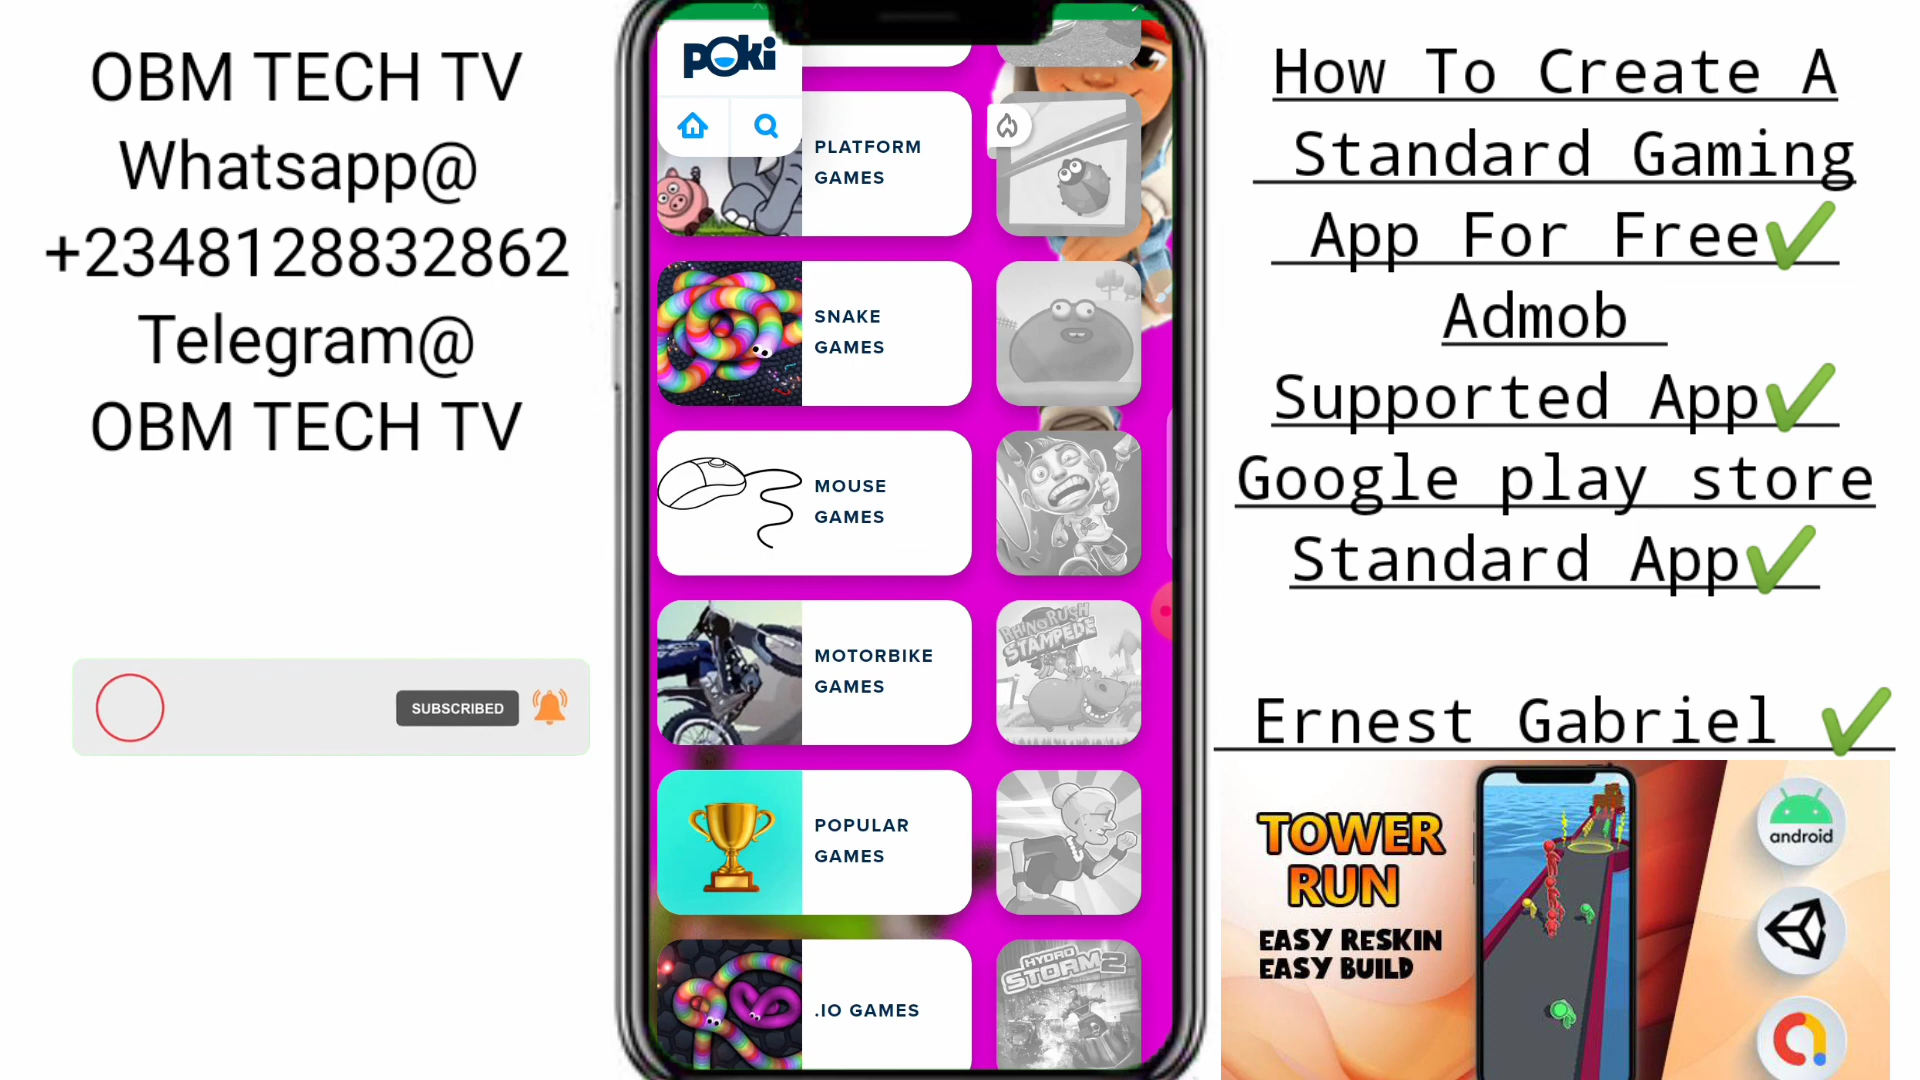 OBM TECH TV
Whatsapp@
+2348128832862
Telegram@
OBM TECH TV
SUBSCRIBED
poki
PLATFORM
GAMES
SNAKE
GAMES
MOUSE
GAMES
MOTORBIKE
GAMES
POPULAR
GAMES
.IO GAMES
RHINO RUSH
STAMPEDE
HYDRO
STORM 2
How To Create A
Standard Gaming
App For Free✔
Admob
Supported App✔
Google play store
Standard App✔
Ernest Gabriel ✔
TOWER
RUN
EASY RESKIN
EASY BUILD
android